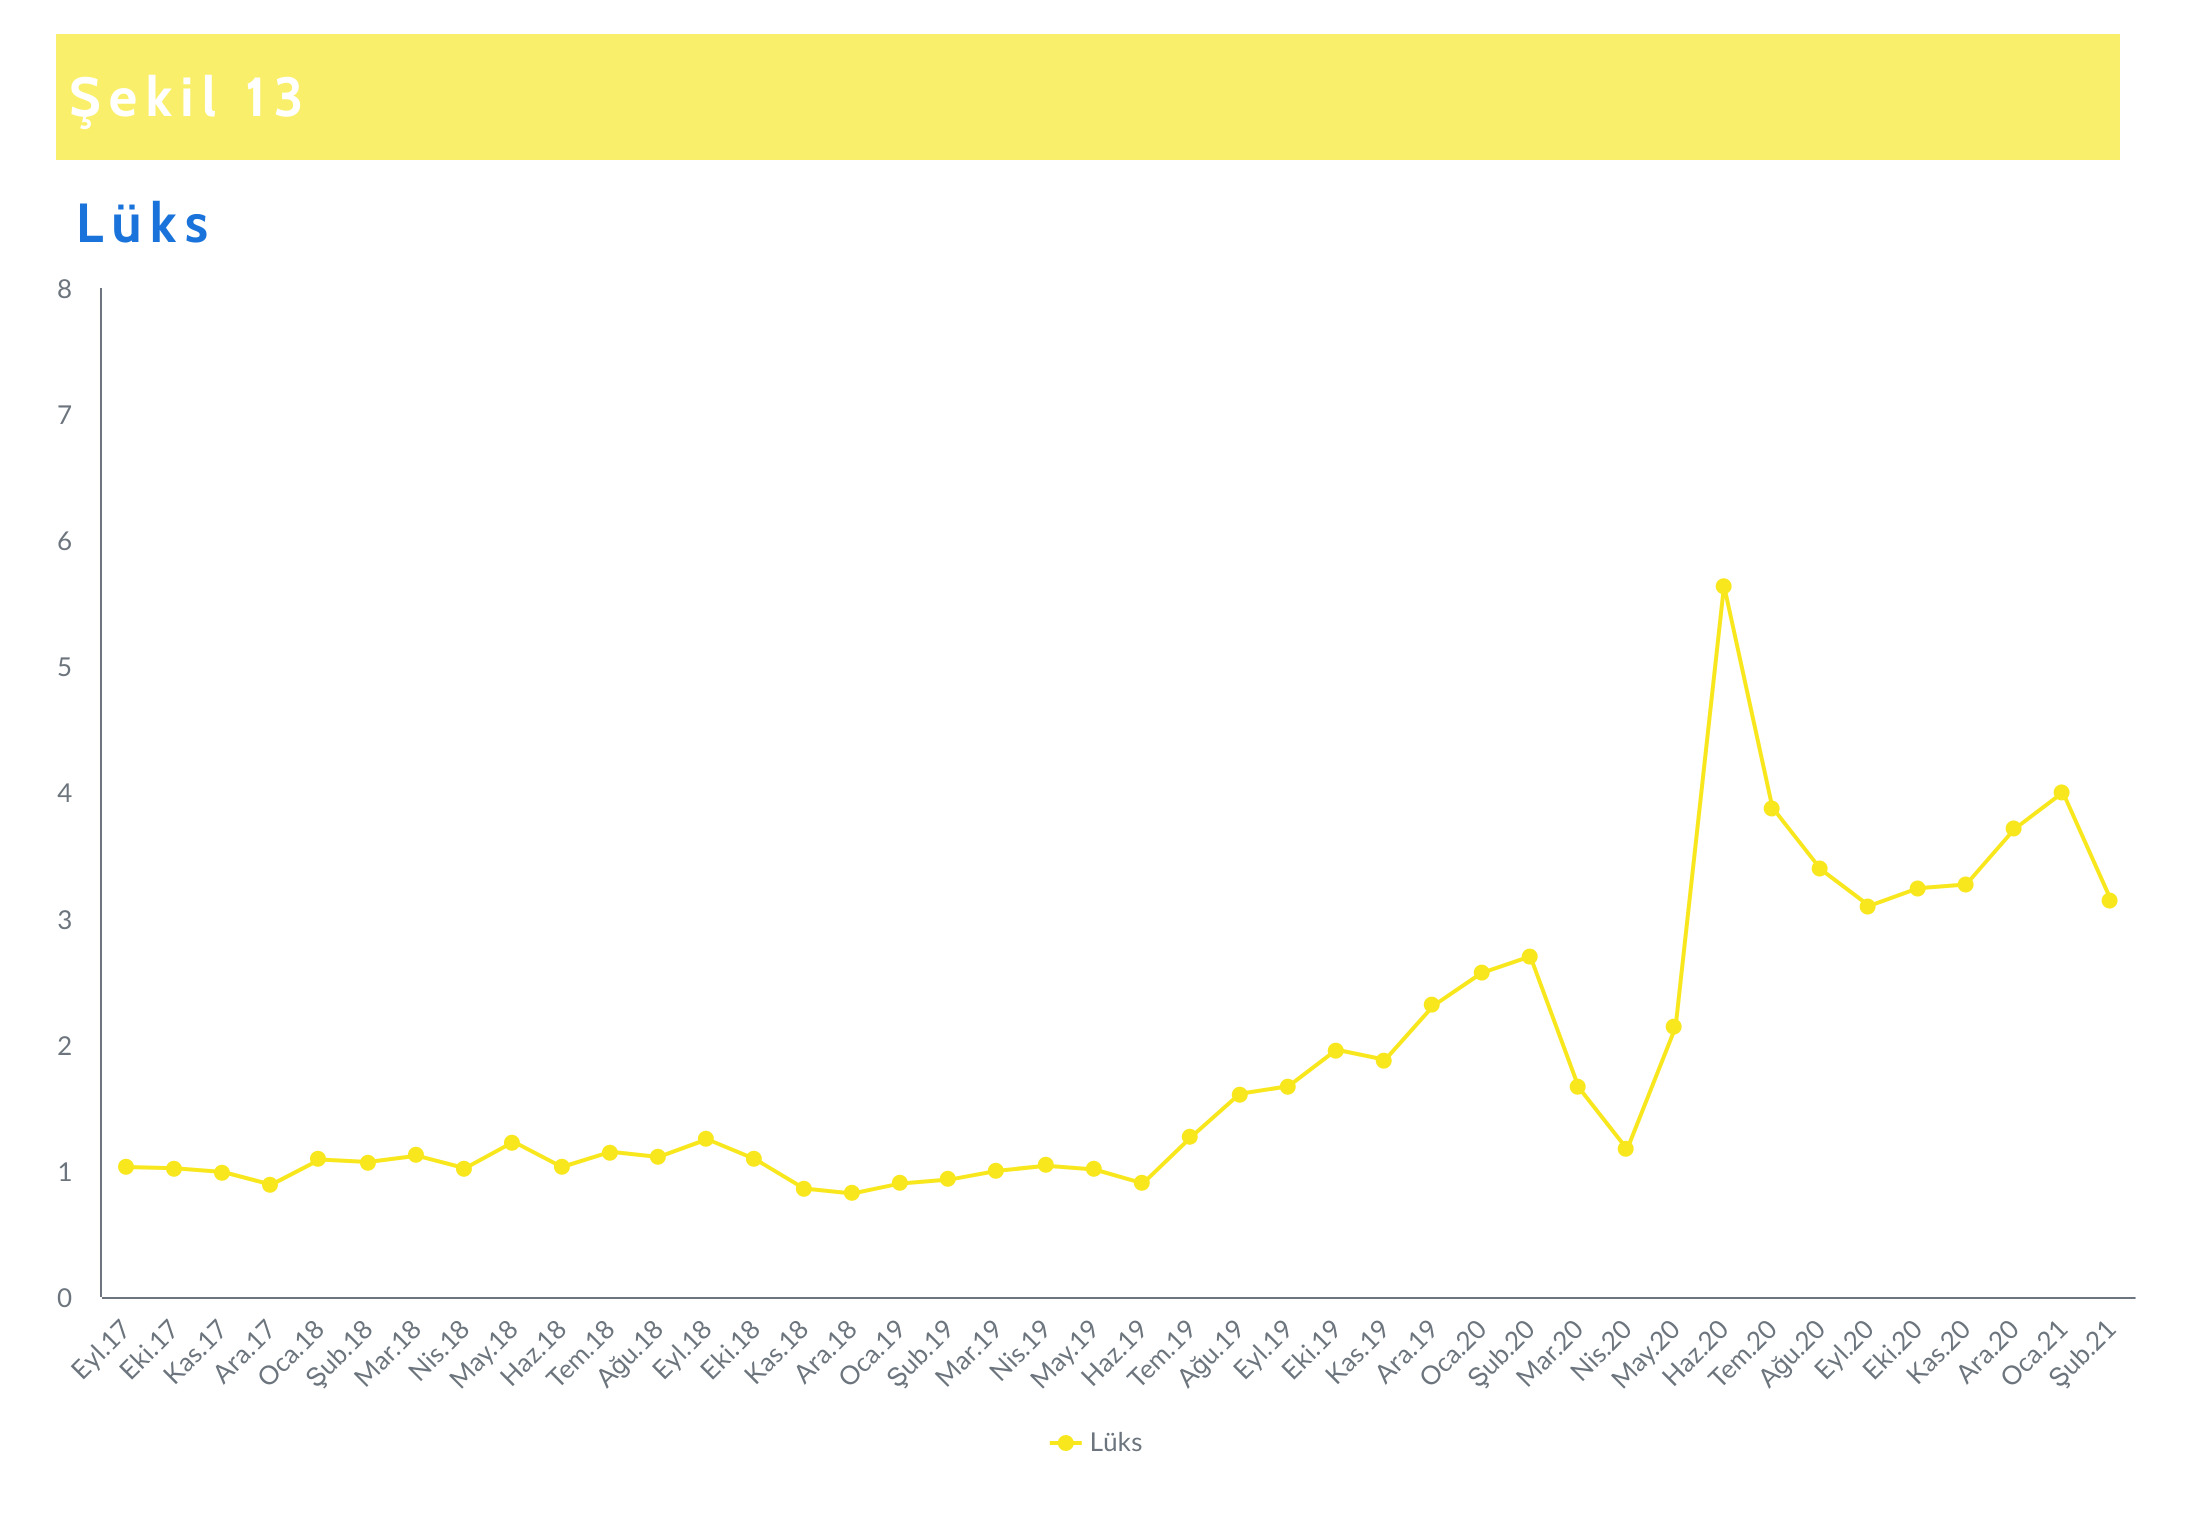 Şekil 13
Lüks
8
7
6
5
4
3
2
1
0
Eyl.17
Eki.17
Kas.17
Ara.17
Oca.18
Şub.18
Mar.18
Nis.18
May.18
Haz.18
Tem.18
Ağu.18
Eyl.18
Eki.18
Kas.18
Ara.18
Oca.19
Şub.19
Mar.19
Nis.19
May.19
Haz.19
Tem.19
Ağu.19
Eyl.19
Eki.19
Kas.19
Ara.19
Oca.20
Şub.20
Mar.20
Nis.20
May.20
Haz.20
Tem.20
Ağu.20
Eyl.20
Eki.20
Kas.20
Ara.20
Oca.21
Şub.21
Lüks